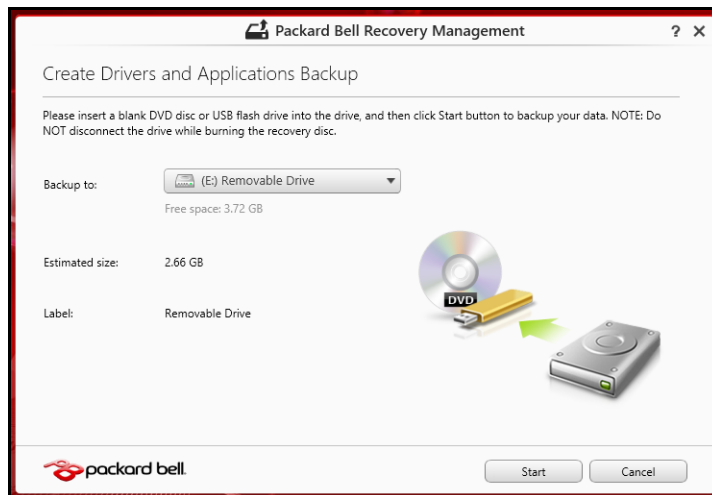 Packard Bell Recovery Management
? X
Create Drivers and Applications Backup
Please insert a blank DVD disc or USB flash drive into the drive, and then click Start button to backup your data. NOTE: Do
NOT disconnect the drive while burning the recovery disc.
Backup to:
(E:) Removable Drive
Free space: 3.72 GB
Estimated size:
2.66 GB
Label:
Removable Drive
DVD
packard bell.
Start
Cancel